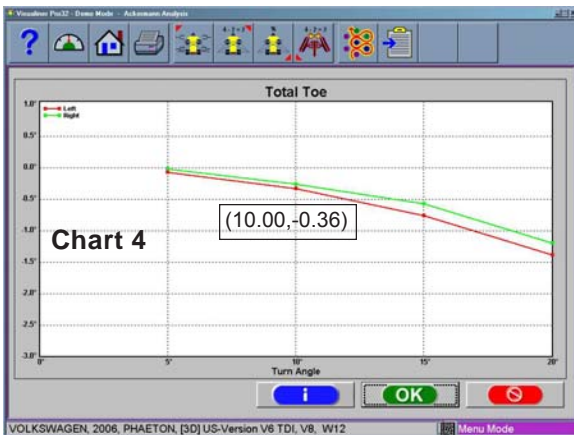 Visualiner Pro32 - Demo Mode - Ackermann Analysis
Total Toe
Left
Right
1.0°
0.5°
0.0°
0.5°
1.0°
1.5°
2.5°
3.0°
(10.00,-0.36)
Chart 4
0° 5° 10° 15° 20°
Turn Angle
i OK
VOLKSWAGEN, 2006, PHAETON, [3D] US-Version V6 TDI, V8, W12
Menu Mode